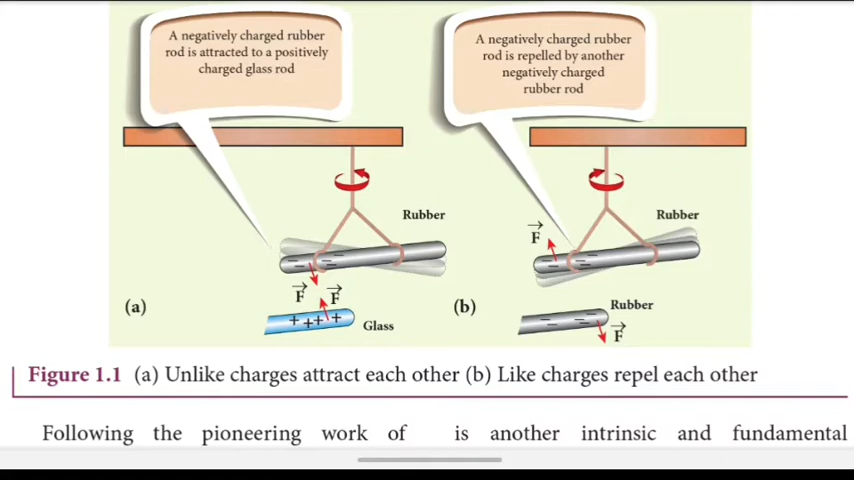 A negatively charged rubber
rod is attracted to a positively
charged glass rod
A negatively charged rubber
rod is repelled by another
negatively charged
rubber rod
Rubber
F
F
(a)
Glass
Rubber
F
(b)
Rubber
F
Figure 1.1 (a) Unlike charges attract each other (b) Like charges repel each other
Following the pioneering work of
is another intrinsic and fundamental